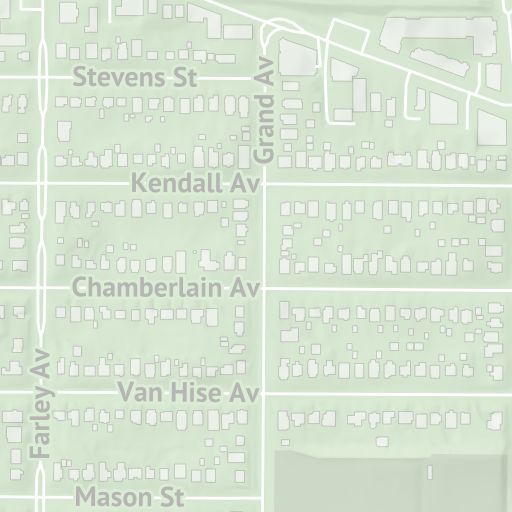 Stevens St
Grand Av
Kendall Av
Chamberlain Av
Farley Av
Van Hise Av
Mason St